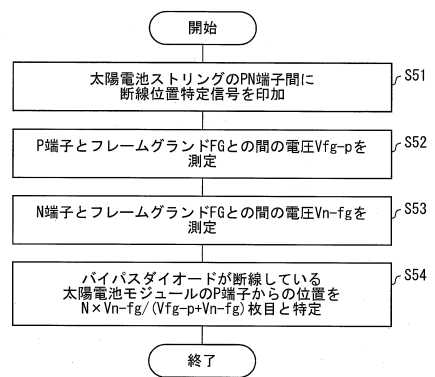 開始
太陽電池ストリングのPN端子間に
断線位置特定信号を印加
S51
P端子とフレームグランドFGとの間の電圧Vfg-pを
測定
S52
N端子とフレームグランドFGとの間の電圧Vn-fgを
測定
S53
バイパスダイオードが断線している
太陽電池モジュールのP端子からの位置を
N×Vn-fg/(Vfg-p+Vn-fg)枚目と特定
S54
終了